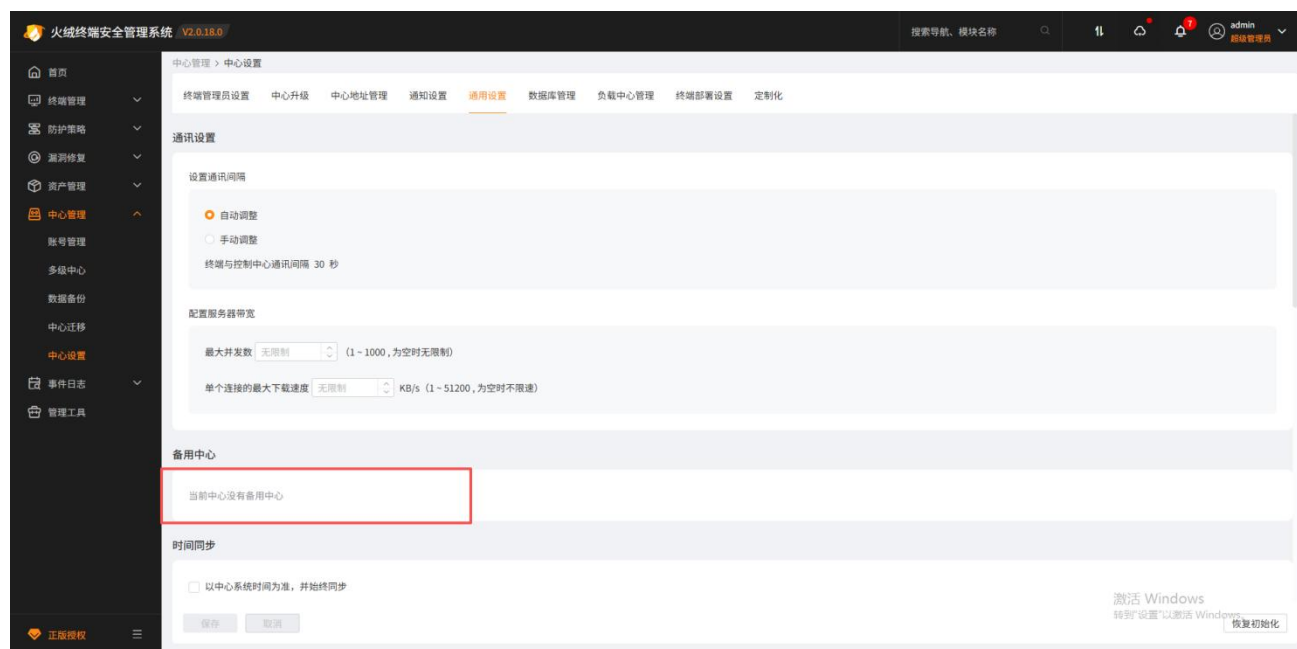 火绒终端安全管理系统 V2.0.18.0
搜索导航、模块名称
7
admin
超级管理员
首页
终端管理
防护策略
漏洞修复
资产管理
中心管理
账号管理
多级中心
数据备份
中心迁移
中心设置
事件日志
管理工具
正版授权
中心管理 > 中心设置
终端管理员设置 中心升级 中心地址管理 通知设置 通用设置 数据库管理 负载中心管理 终端部署设置 定制化
通讯设置
设置通讯间隔
自动调整
手动调整
终端与控制中心通讯间隔 30 秒
配置服务器带宽
最大并发数 无限制 (1 ~ 1000 , 为空时无限制)
单个连接的最大下载速度 无限制 KB/s (1 ~ 51200 , 为空时不限速)
备用中心
当前中心没有备用中心
时间同步
以中心系统时间为准，并始终同步
保存 取消
激活 Windows
转到"设置"以激活 Windows。
恢复初始化